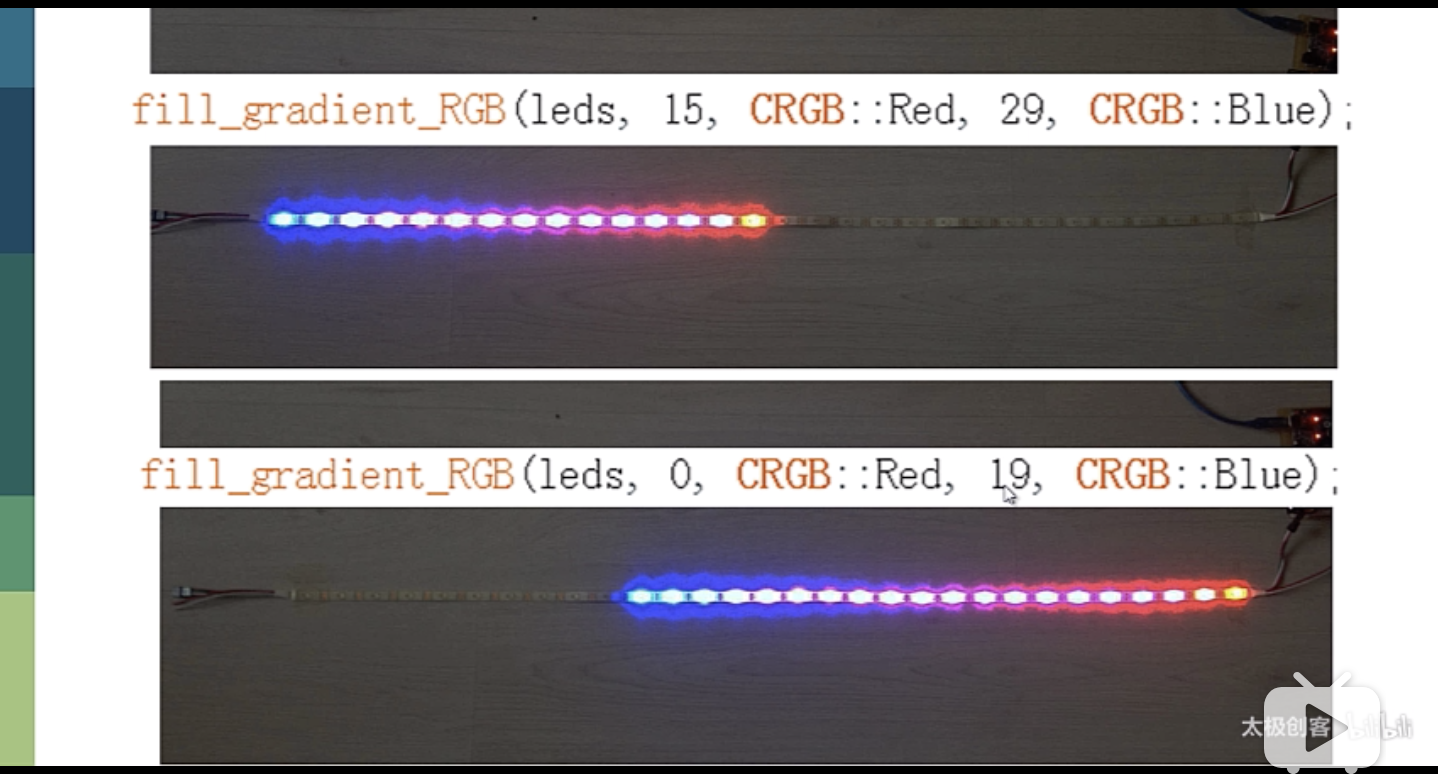 fill_gradient_RGB(leds, 15, CRGB::Red, 29, CRGB::Blue);
fill_gradient_RGB(leds, 0, CRGB::Red, 19, CRGB::Blue);
太极创客 bilibili